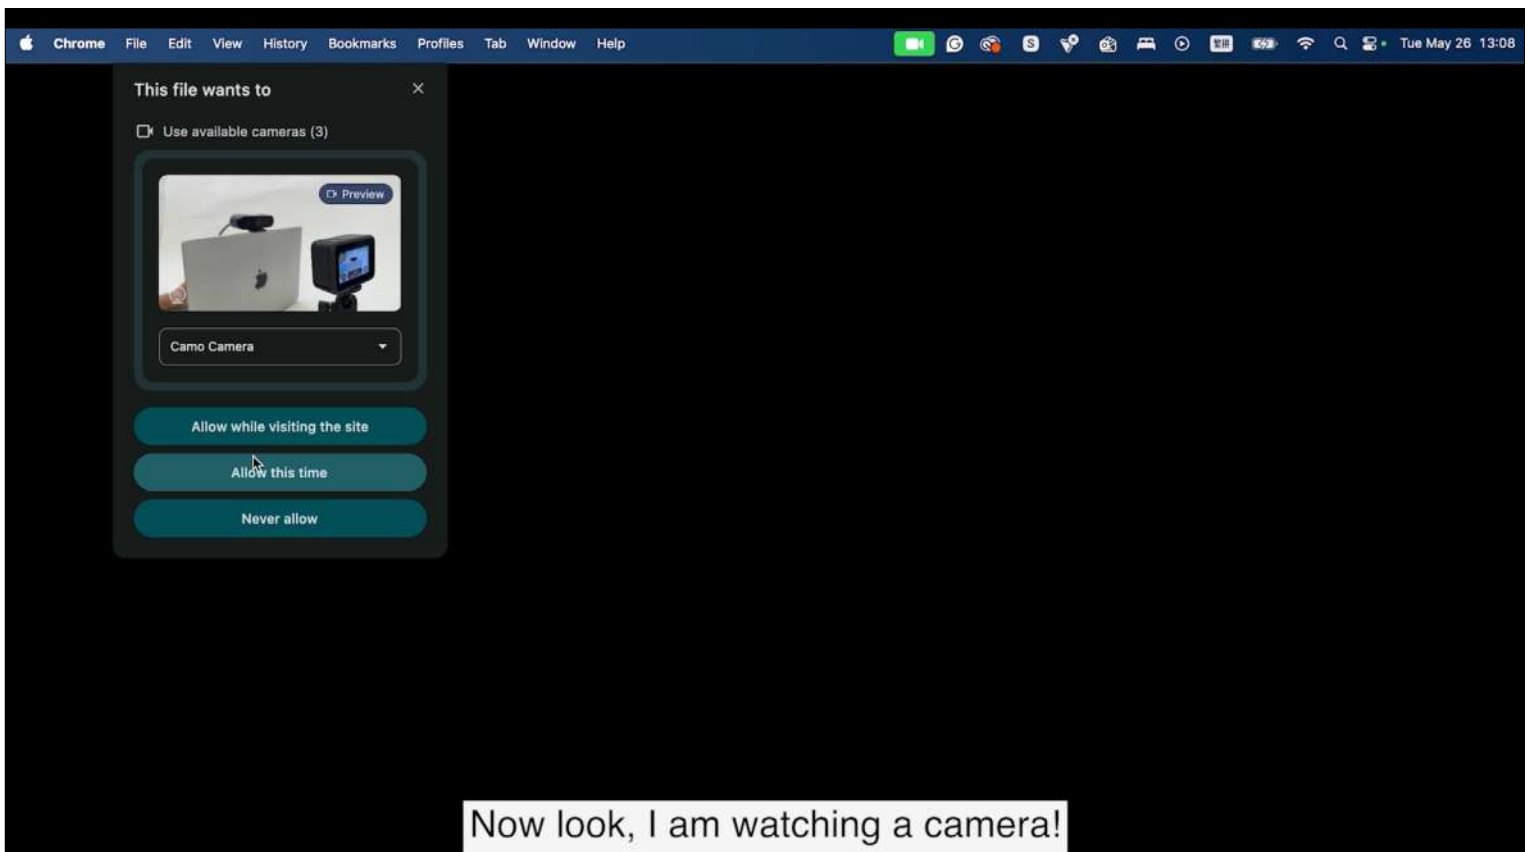 Chrome File Edit View History Bookmarks Profiles Tab Window Help Tue May 26 13:08
This file wants to
Use available cameras (3)
Preview
Camo Camera
Allow while visiting the site
Allow this time
Never allow
Now look, I am watching a camera!